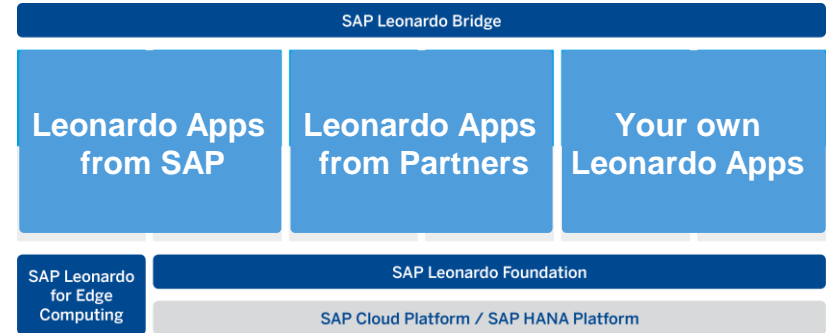 SAP Leonardo Bridge
Leonardo Apps
from SAP
Leonardo Apps
from Partners
Your own
Leonardo Apps
SAP Leonardo
for Edge
Computing
SAP Leonardo Foundation
SAP Cloud Platform / SAP HANA Platform